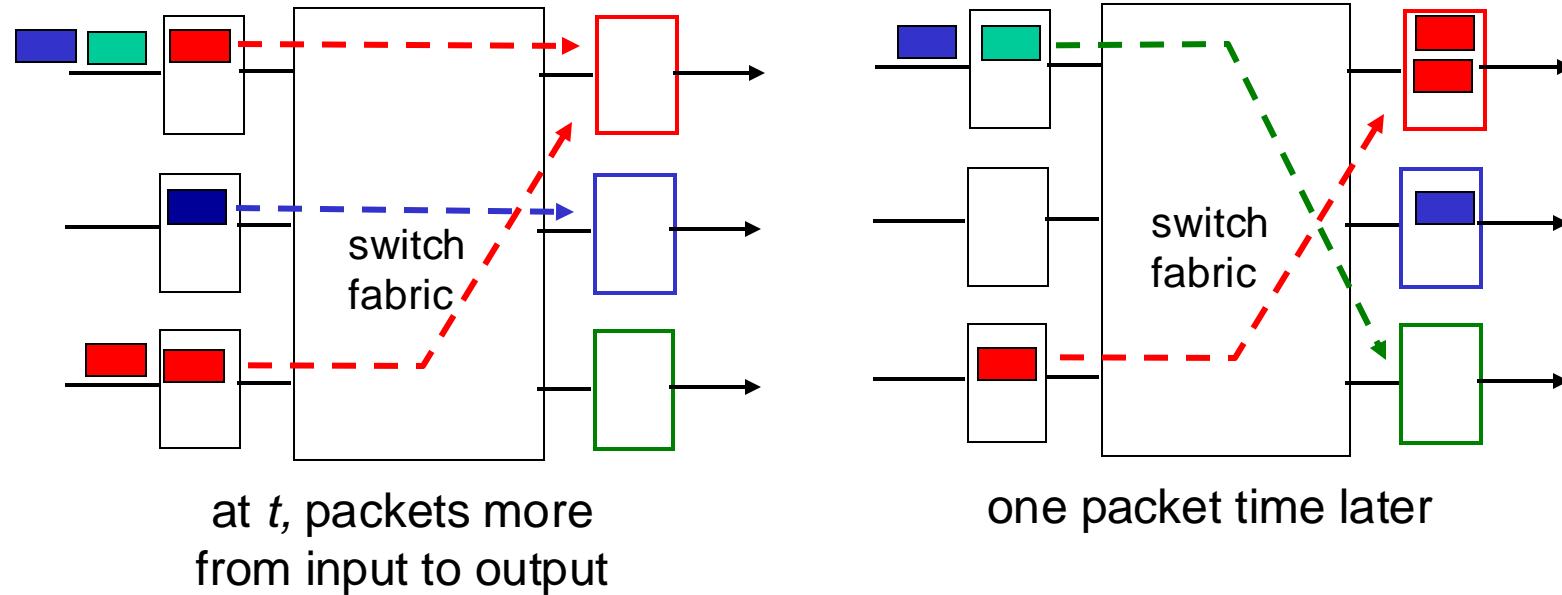 switch
fabric
at t, packets more
from input to output
switch
fabric
one packet time later